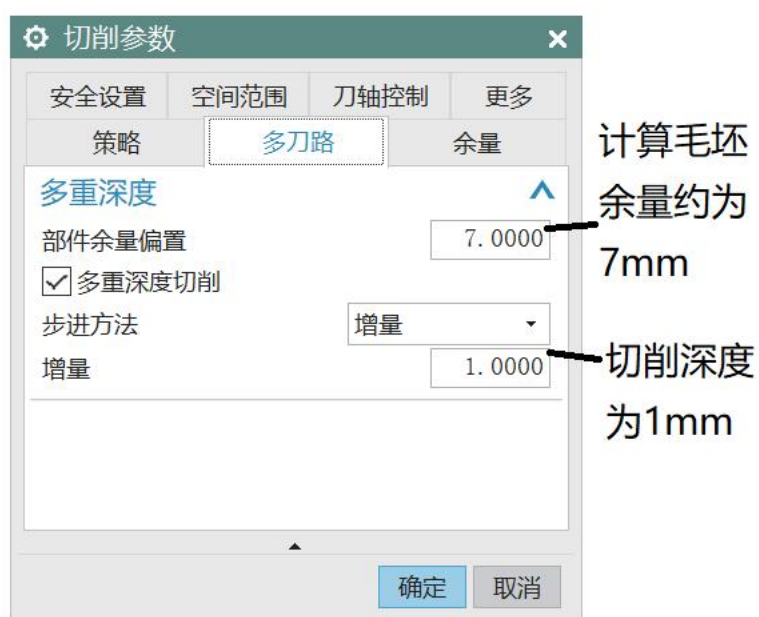 切削参数
安全设置 空间范围 刀轴控制 更多
策略 多刀路 余量
多重深度
部件余量偏置 7.0000
多重深度切削
步进方法 增量
增量 1.0000
确定 取消
计算毛坯
余量约为
7mm
切削深度
为1mm